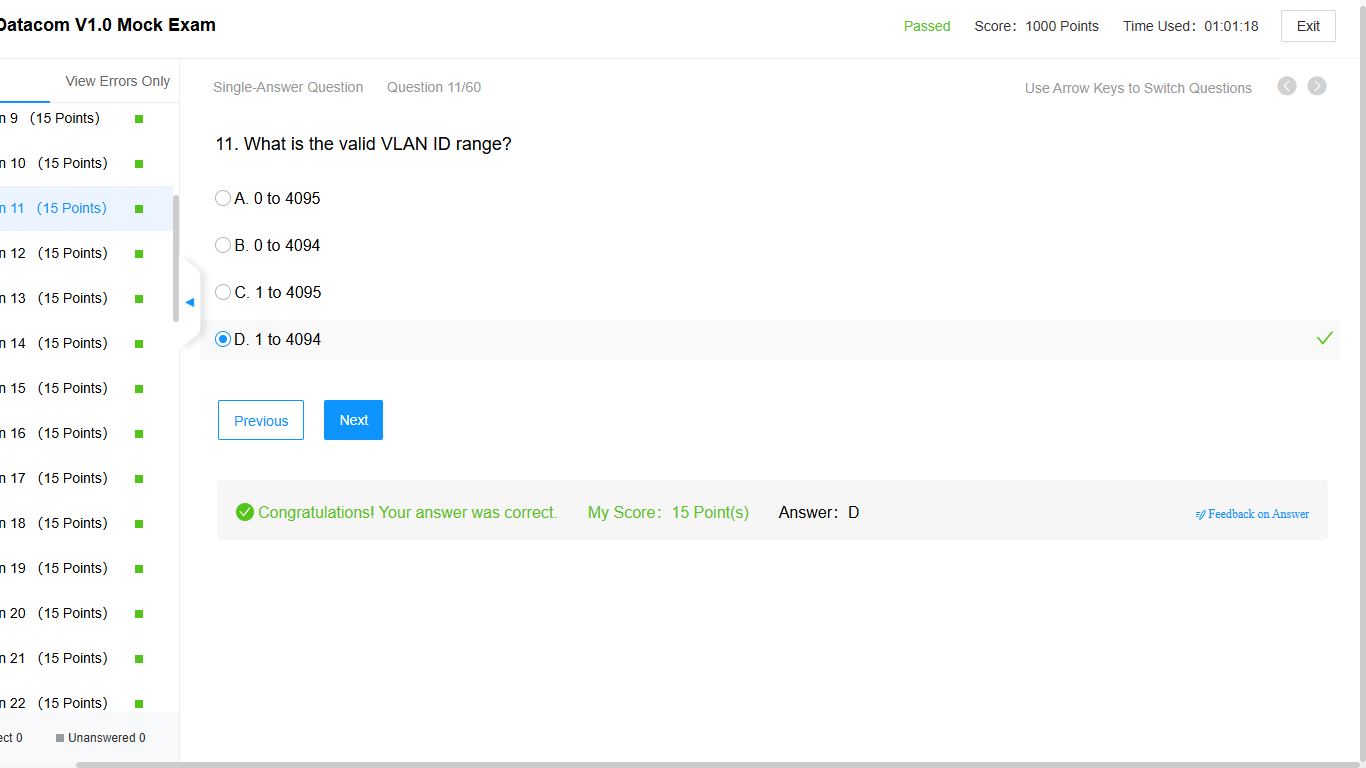 Datacom V1.0 Mock Exam
Passed Score: 1000 Points Time Used: 01:01:18 Exit
View Errors Only
Single-Answer Question Question 11/60 Use Arrow Keys to Switch Questions
n 9 (15 Points)
n 10 (15 Points)
n 11 (15 Points)
n 12 (15 Points)
n 13 (15 Points)
n 14 (15 Points)
n 15 (15 Points)
n 16 (15 Points)
n 17 (15 Points)
n 18 (15 Points)
n 19 (15 Points)
n 20 (15 Points)
n 21 (15 Points)
n 22 (15 Points)
ect 0 Unanswered 0
11. What is the valid VLAN ID range?
A. 0 to 4095
B. 0 to 4094
C. 1 to 4095
D. 1 to 4094
Previous Next
Congratulations! Your answer was correct. My Score: 15 Point(s) Answer: D Feedback on Answer